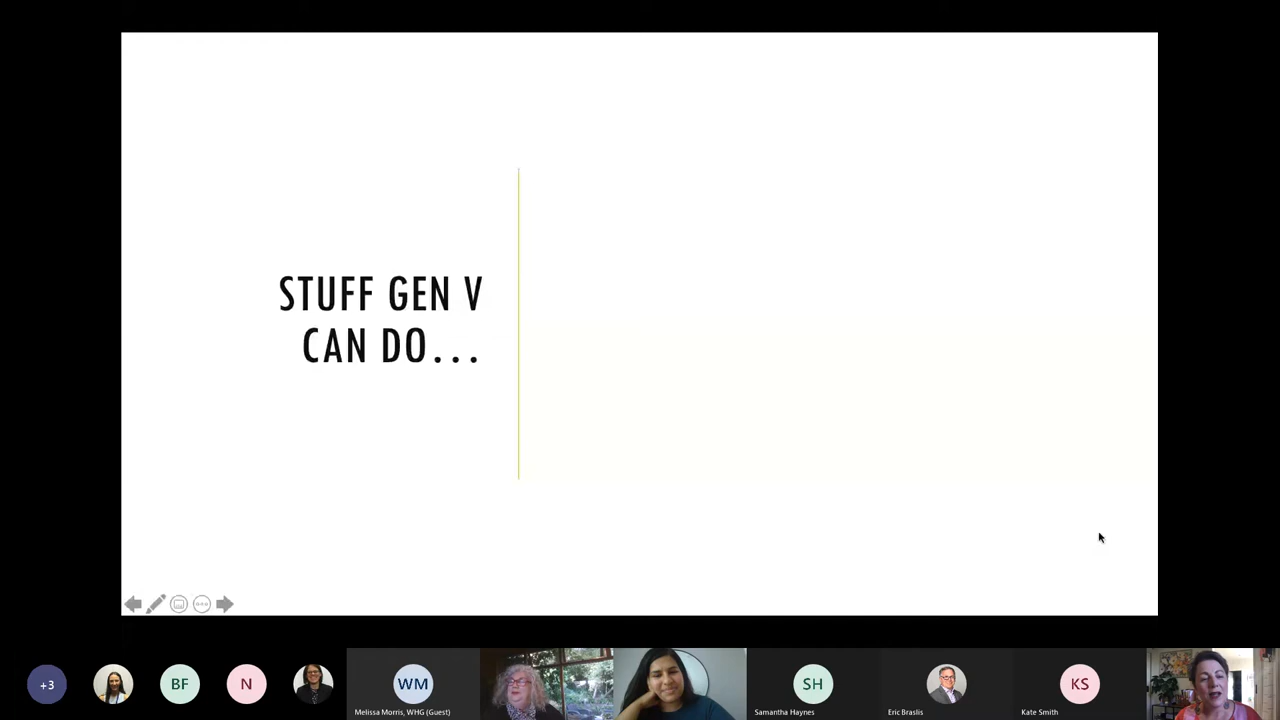 STUFF GEN V
CAN DO...
+3
BF
N
WM
Melissa Morris, WHG (Guest)
SH
Samantha Haynes
Eric Braslis
KS
Kate Smith